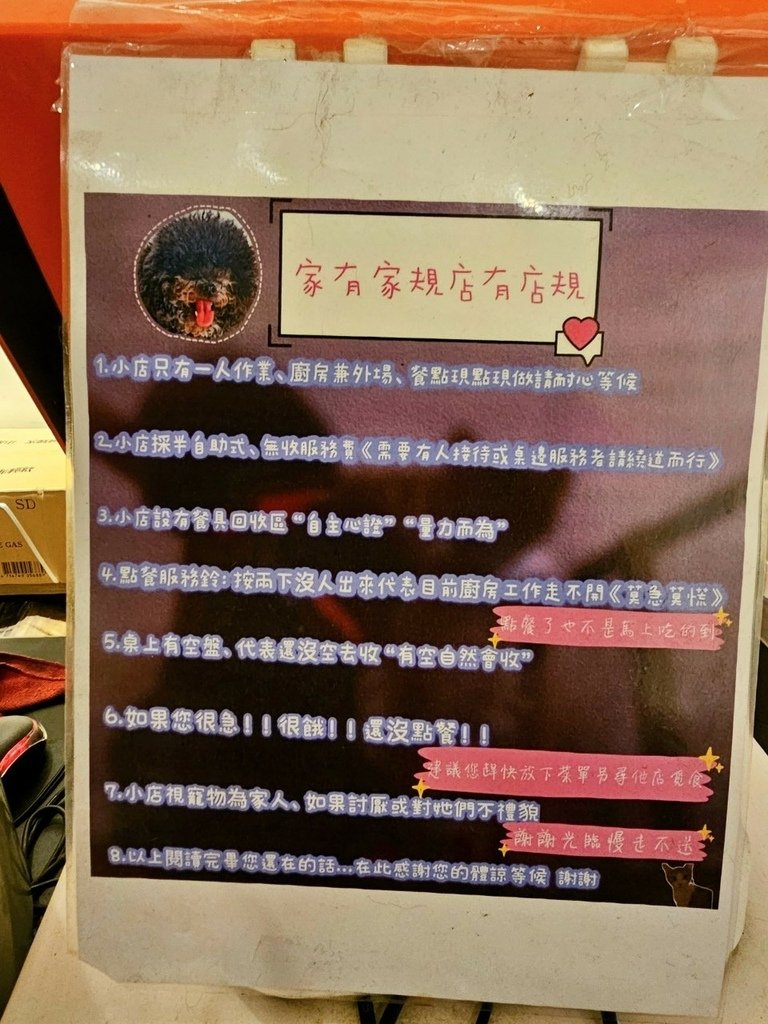 家有家規店有店規
1.小店只有一人作業、廚房兼外場、餐點現點現做請耐心等候
2.小店採半自助式、無收服務費《需要有人接待或桌邊服務者請繞道而行》
3.小店設有餐具回收區“自主心證”“量力而為”
4.點餐服務鈴:按兩下沒人出來代表目前廚房工作走不開《莫急莫慌》
點餐了也不是馬上吃的到
5.桌上有空盤、代表還沒空去收“有空自然會收”
6.如果您很急!!很餓!!還沒點餐!!
建議您趕快放下菜單另尋他店覓食
7.小店視寵物為家人、如果討厭或對她們不禮貌
謝謝光臨慢走不送
8.以上閱讀完畢您還在的話...在此感謝您的體諒等候 謝謝
SD
GAS